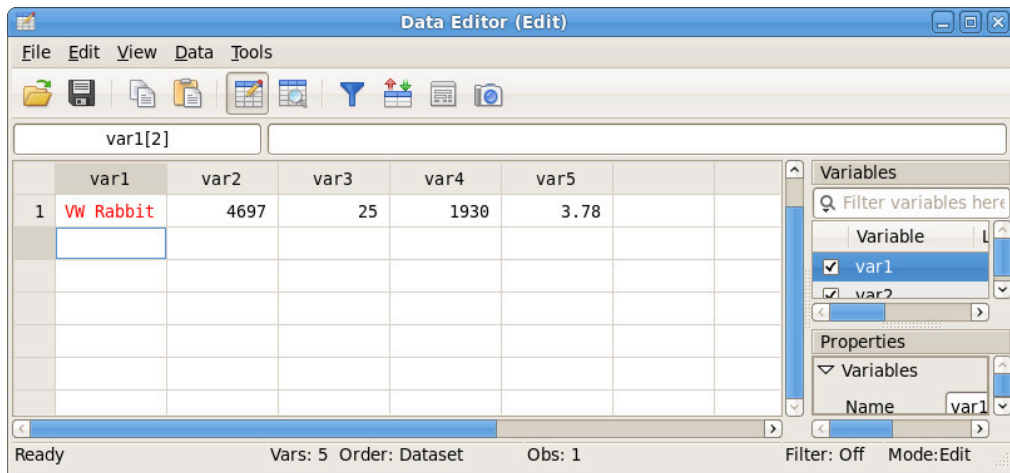 Data Editor (Edit)
File Edit View Data Tools
var1[2]
var1 var2 var3 var4 var5
1 VW Rabbit 4697 25 1930 3.78
Variables
Filter variables here
Variable L
var1
var2
Properties
Variables
Name var1
Ready Vars: 5 Order: Dataset Obs: 1 Filter: Off Mode:Edit